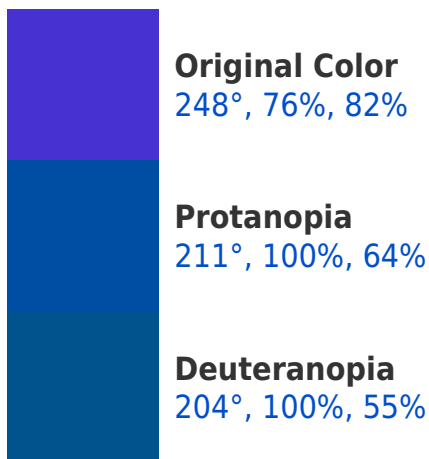 Original Color
248°, 76%, 82%
Protanopia
211°, 100%, 64%
Deuteranopia
204°, 100%, 55%